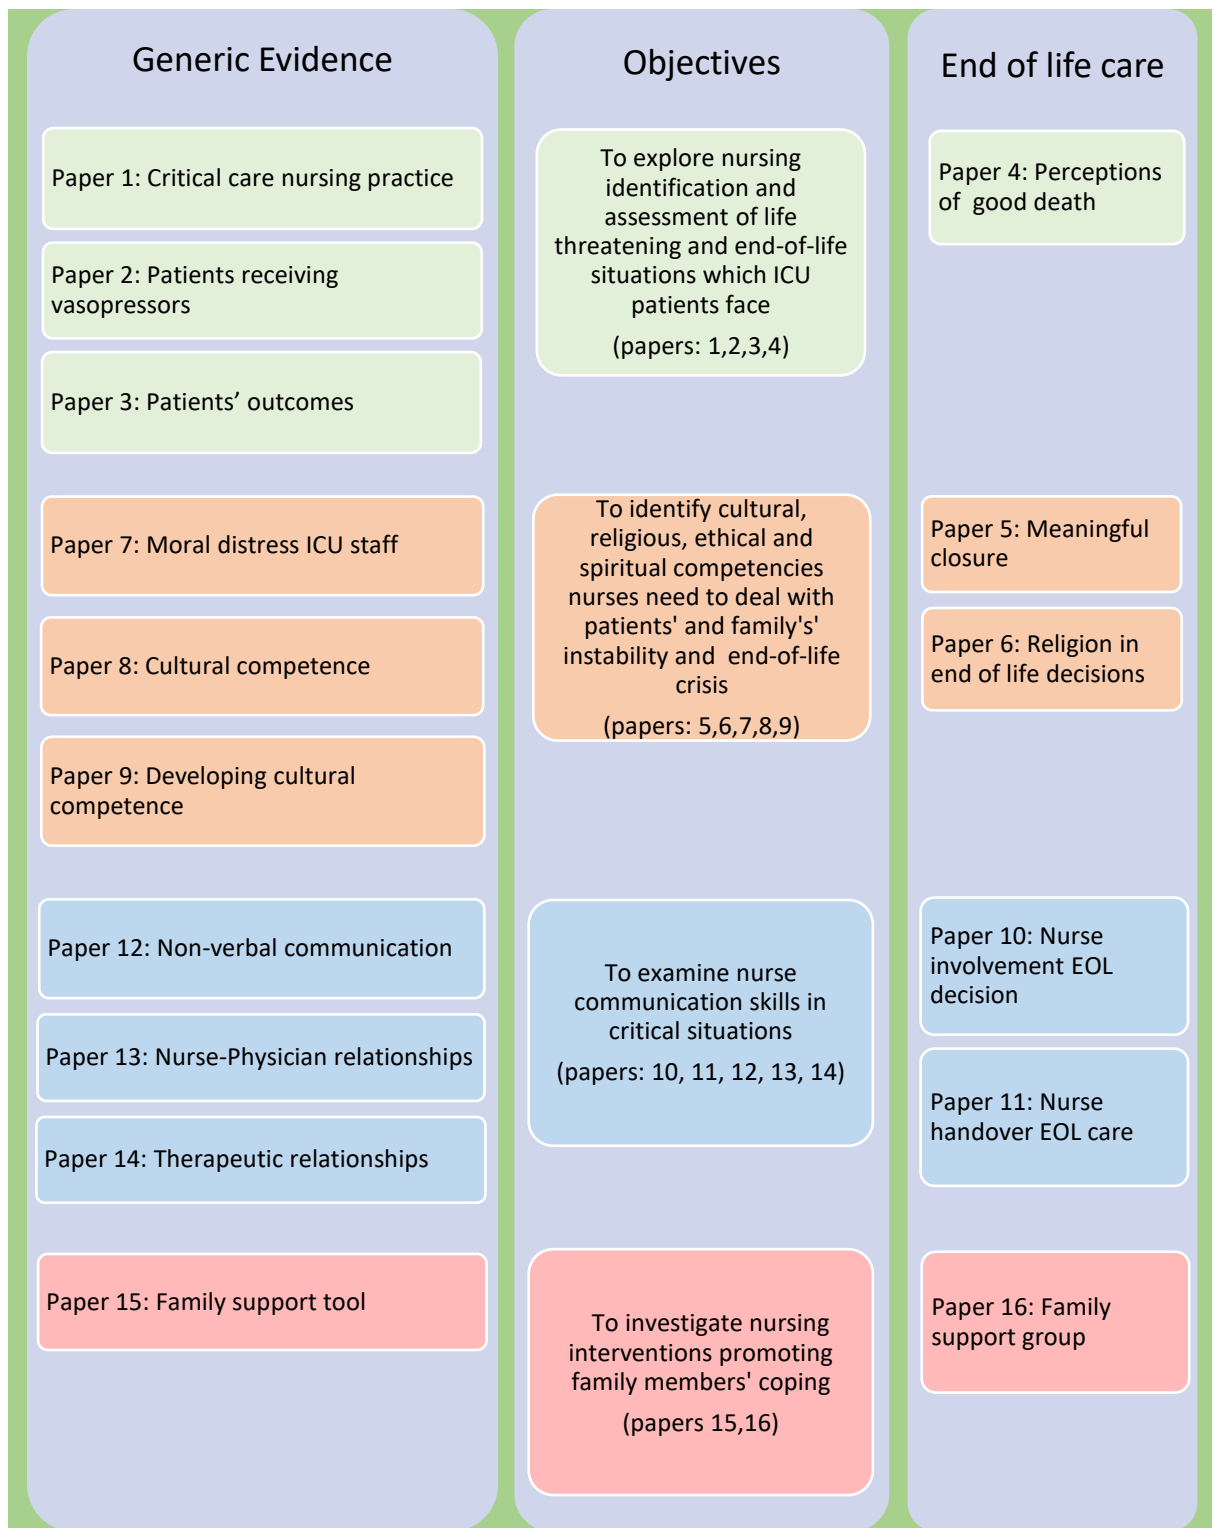 Generic Evidence
Paper 1: Critical care nursing practice
Paper 2: Patients receiving
vasopressors
Paper 3: Patients’ outcomes
Paper 7: Moral distress ICU staff
Paper 8: Cultural competence
Paper 9: Developing cultural
competence
Paper 12: Non-verbal communication
Paper 13: Nurse-Physician relationships
Paper 14: Therapeutic relationships
Paper 15: Family support tool
Objectives
To explore nursing
identification and
assessment of life
threatening and end-of-life
situations which ICU
patients face
(papers: 1,2,3,4)
To identify cultural,
religious, ethical and
spiritual competencies
nurses need to deal with
patients' and family's'
instability and end-of-life
crisis
(papers: 5,6,7,8,9)
To examine nurse
communication skills in
critical situations
(papers: 10, 11, 12, 13, 14)
To investigate nursing
interventions promoting
family members' coping
(papers 15,16)
End of life care
Paper 4: Perceptions
of good death
Paper 5: Meaningful
closure
Paper 6: Religion in
end of life decisions
Paper 10: Nurse
involvement EOL
decision
Paper 11: Nurse
handover EOL care
Paper 16: Family
support group